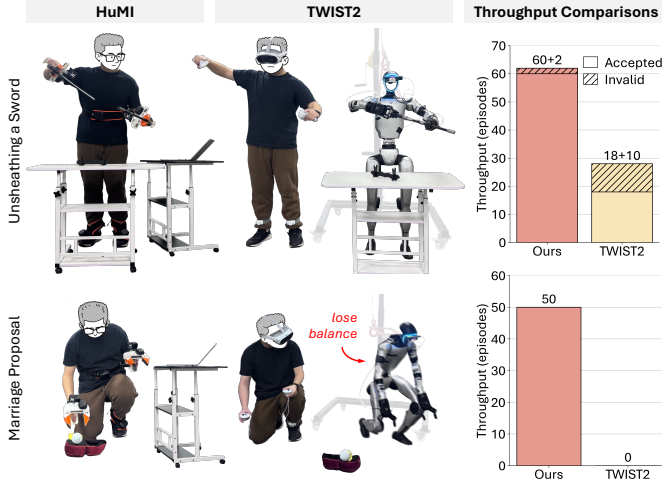 HuMI
TWIST2
Throughput Comparisons
Unsheathing a Sword
Throughput (episodes)
70
60
50
40
30
20
10
0
60+2
Accepted
Invalid
18+10
Ours
TWIST2
Marriage Proposal
lose
balance
Throughput (episodes)
60
50
40
30
20
10
0
50
0
Ours
TWIST2